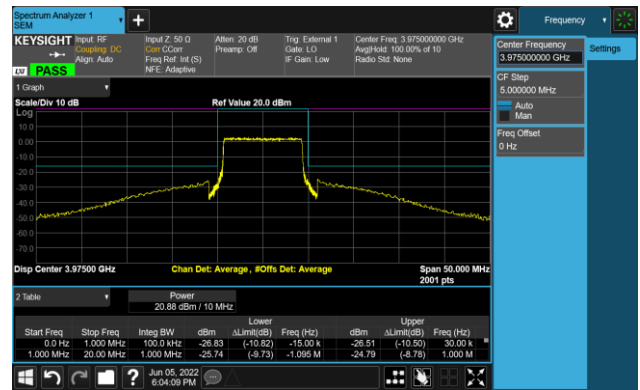 Spectrum Analyzer 1
SEM
Frequency
KEYSIGHT
Input: RF
Coupling: DC
Align: Auto
Input Z: 50 Ω
Corr CCorr
Freq Ref: Int (S)
NFE: Adaptive
Atten: 20 dB
Preamp: Off
Trig: External 1
Gate: LO
IF Gain: Low
Center Freq: 3.975000000 GHz
Avg|Hold: 100.00% of 10
Radio Std: None
LXI
PASS
Center Frequency
3.975000000 GHz
Settings
CF Step
5.000000 MHz
Auto
Man
Freq Offset
0 Hz
1 Graph
Scale/Div 10 dB
Ref Value 20.0 dBm
Log
10.0
0.00
-10.0
-20.0
-30.0
-40.0
-50.0
-60.0
-70.0
Disp Center 3.97500 GHz
Chan Det: Average , #Offs Det: Average
Span 50.000 MHz
2001 pts
2 Table
Power
20.88 dBm / 10 MHz
Lower Upper
Start Freq Stop Freq Integ BW dBm ΔLimit(dB) Freq (Hz) dBm ΔLimit(dB) Freq (Hz)
0.0 Hz 1.000 MHz 100.0 kHz -26.83 (-10.82) -15.00 k -26.51 (-10.50) 30.00 k
1.000 MHz 20.00 MHz 1.000 MHz -25.74 (-9.73) -1.095 M -24.79 (-8.78) 1.000 M
?
Jun 05, 2022
6:04:09 PM